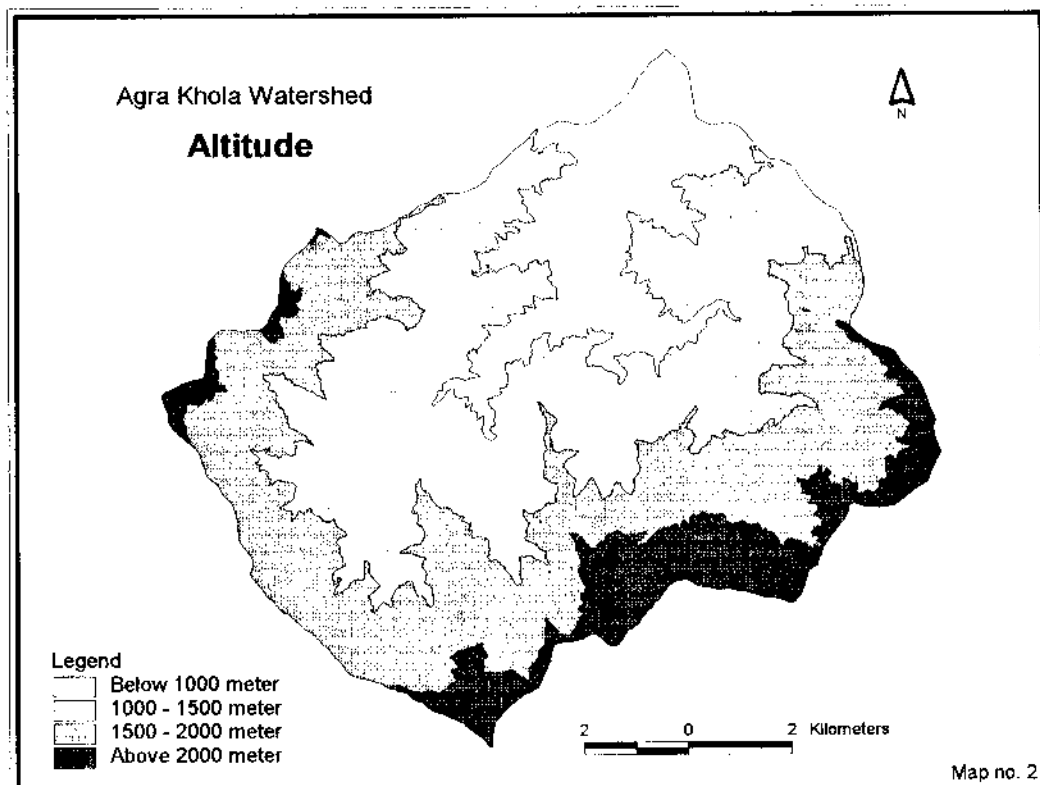 Agra Khola Watershed
Altitude
N
Legend
Below 1000 meter
1000 - 1500 meter
1500 - 2000 meter
Above 2000 meter
2 0 2 Kilometers
Map no. 2